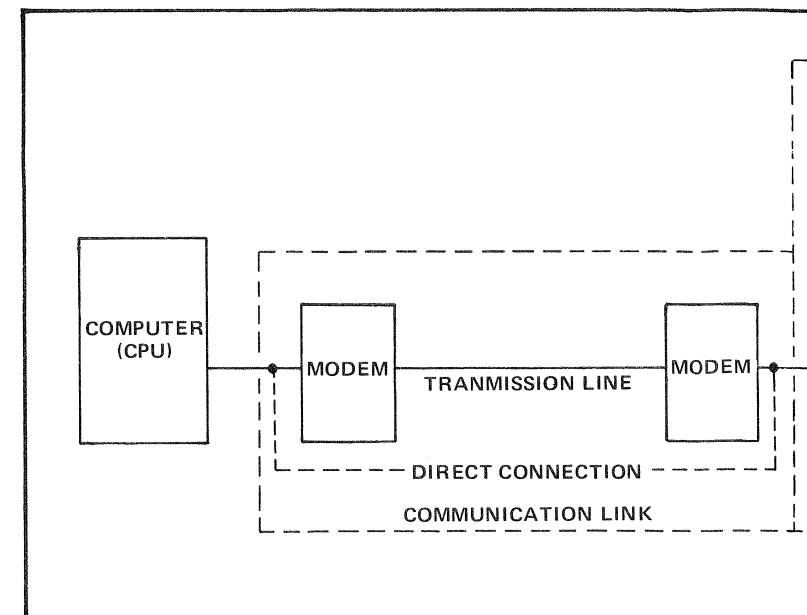 COMPUTER
(CPU)
MODEM
TRANMISSION LINE
MODEM
DIRECT CONNECTION
COMMUNICATION LINK